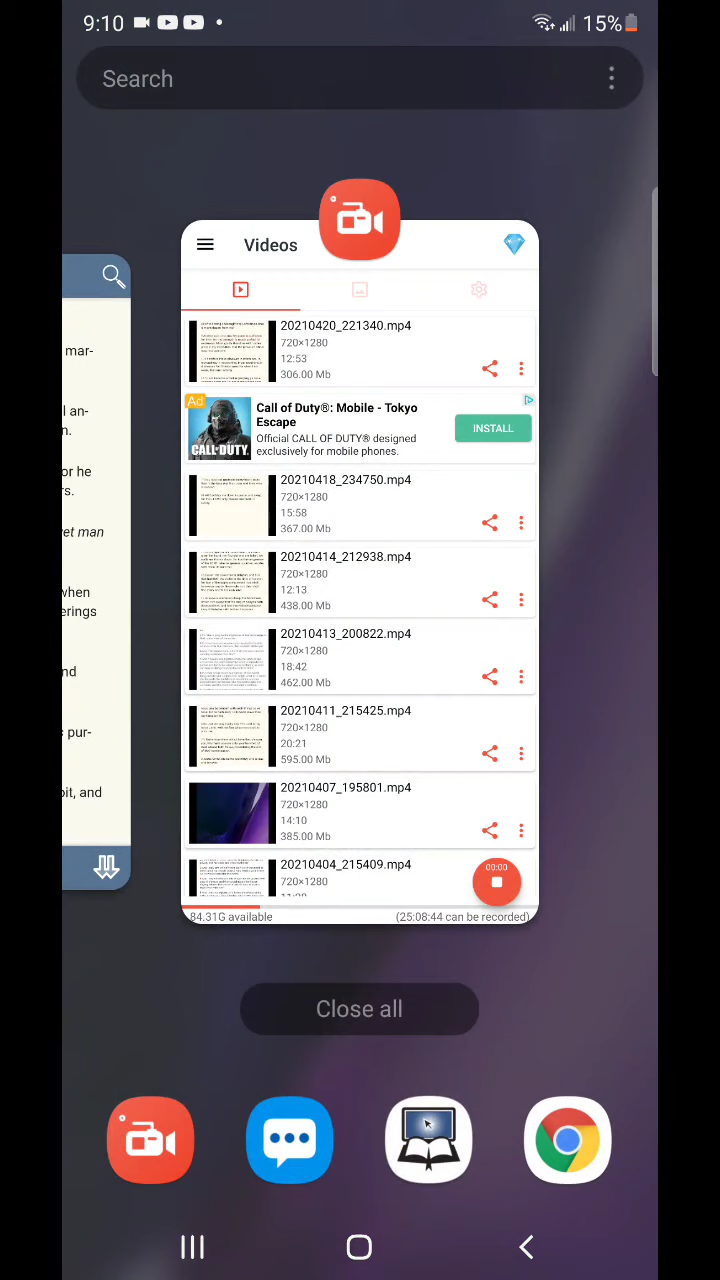 9:10
15%
Search
Videos
mar-
l an-
n.
or he
rs.
vet man
when
erings
nd
s pur-
bit, and
20210420_221340.mp4
720×1280
12:53
306.00 Mb
Ad
Call of Duty®: Mobile - Tokyo
Escape
Official CALL OF DUTY® designed
exclusively for mobile phones.
CALL·DUTY
INSTALL
20210418_234750.mp4
720×1280
15:58
367.00 Mb
20210414_212938.mp4
720×1280
12:13
438.00 Mb
20210413_200822.mp4
720×1280
18:42
462.00 Mb
20210411_215425.mp4
720×1280
20:21
595.00 Mb
20210407_195801.mp4
720×1280
14:10
385.00 Mb
20210404_215409.mp4
720×1280
00:00
84.31G available
(25:08:44 can be recorded)
Close all